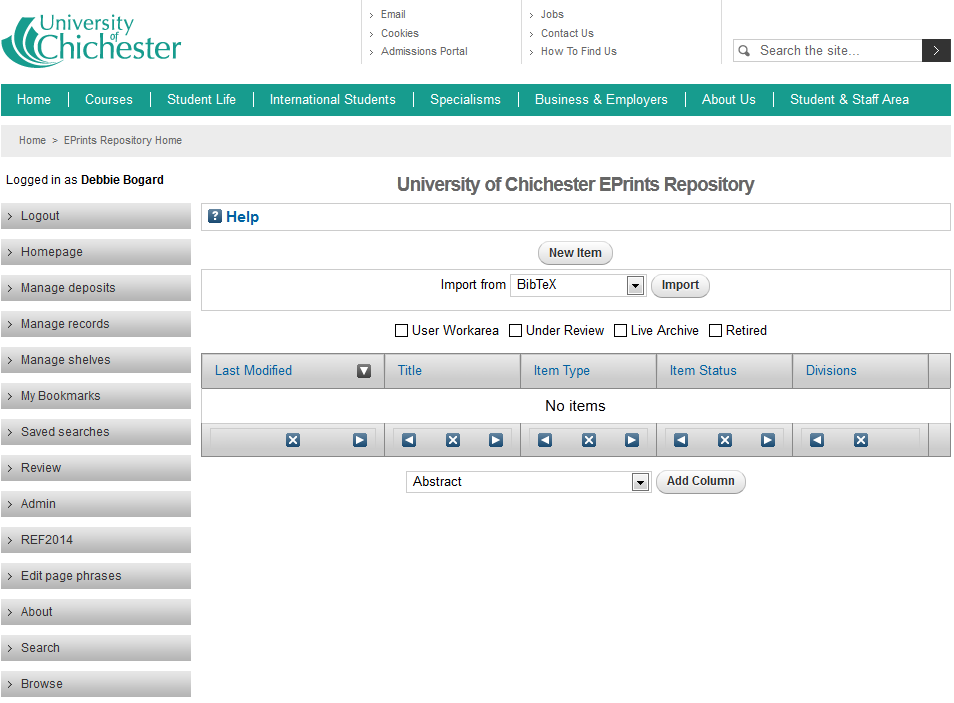 University
of
Chichester
Email
Cookies
Admissions Portal
Jobs
Contact Us
How To Find Us
Search the site...
Home Courses Student Life International Students Specialisms Business & Employers About Us Student & Staff Area
Home > EPrints Repository Home
Logged in as Debbie Bogard
Logout
Homepage
Manage deposits
Manage records
Manage shelves
My Bookmarks
Saved searches
Review
Admin
REF2014
Edit page phrases
About
Search
Browse
University of Chichester EPrints Repository
? Help
New Item
Import from BibTeX Import
User Workarea Under Review Live Archive Retired
Last Modified Title Item Type Item Status Divisions
No items
Abstract Add Column